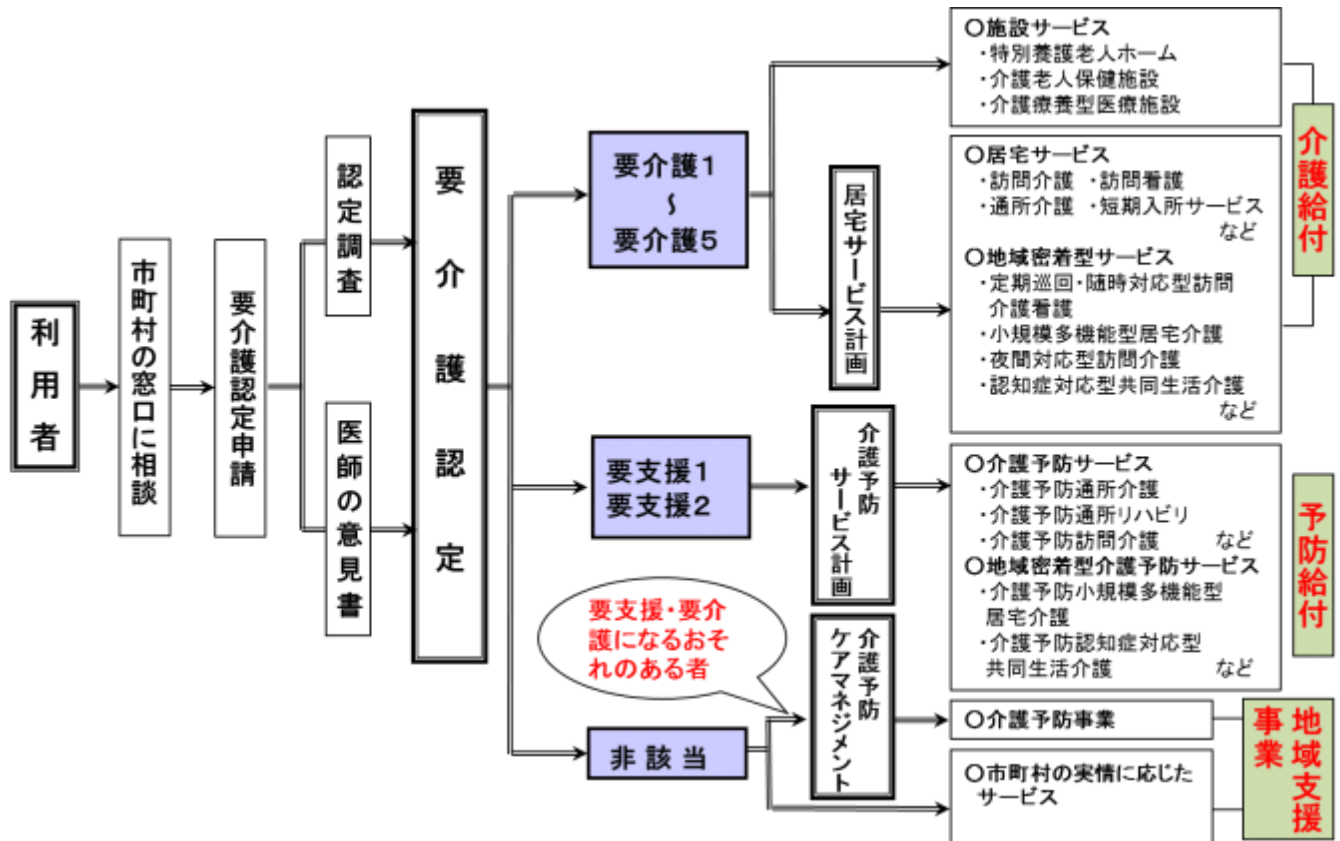 利用者
市町村の窓口に相談
要介護認定申請
認定調査
医師の意見書
要介護認定
要介護1
〜
要介護5
要支援1
要支援2
非該当
要支援・要介
護になるおそ
れのある者
居宅サービス計画
介護予防
サービス計画
介護予防
ケアマネジメント
○施設サービス
・特別養護老人ホーム
・介護老人保健施設
・介護療養型医療施設
○居宅サービス
・訪問介護 ・訪問看護
・通所介護 ・短期入所サービス
など
○地域密着型サービス
・定期巡回・随時対応型訪問
介護看護
・小規模多機能型居宅介護
・夜間対応型訪問介護
・認知症対応型共同生活介護
など
介護給付
○介護予防サービス
・介護予防通所介護
・介護予防通所リハビリ
・介護予防訪問介護 など
○地域密着型介護予防サービス
・介護予防小規模多機能型
居宅介護
・介護予防認知症対応型
共同生活介護 など
予防給付
○介護予防事業
○市町村の実情に応じた
サービス
地域支援
事業